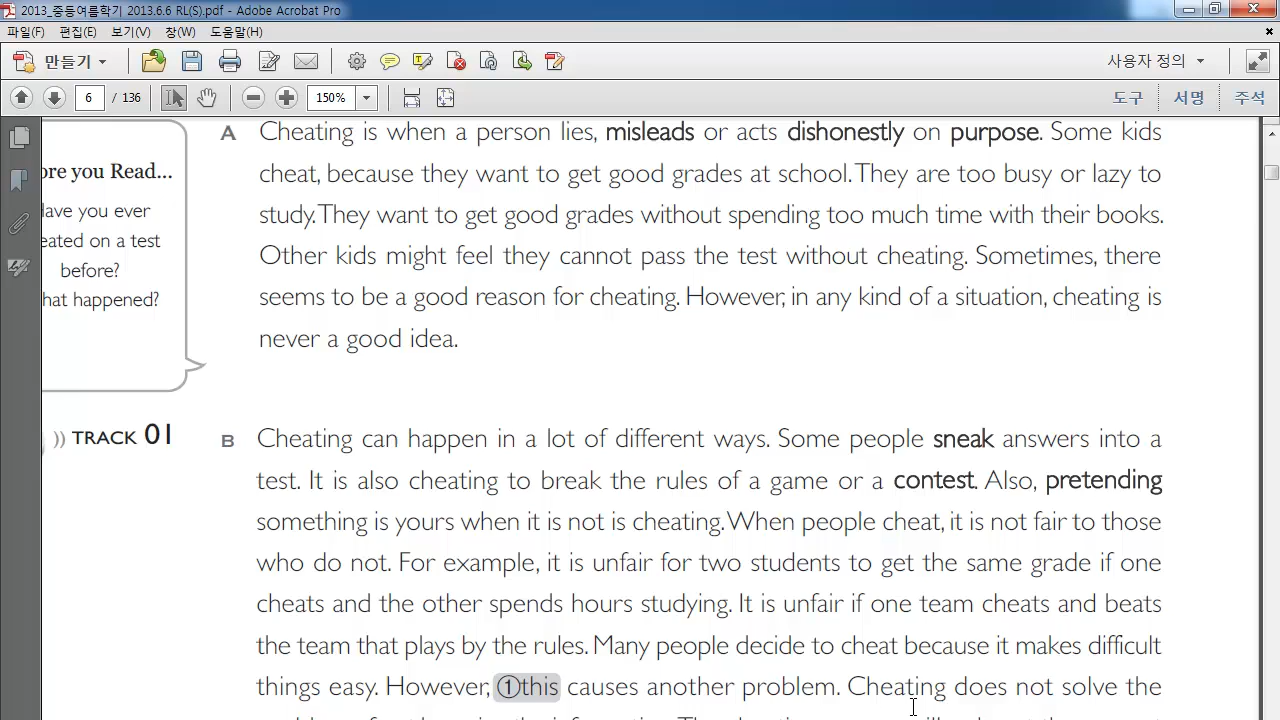 2013_중등여름학기 2013.6.6 RL(S).pdf - Adobe Acrobat Pro
파일(F) 편집(E) 보기(V) 창(W) 도움말(H)
만들기 사용자 정의
6 / 136 150% 도구 서명 주석
ore you Read...
Have you ever
eated on a test
before?
hat happened?
A Cheating is when a person lies, misleads or acts dishonestly on purpose. Some kids
cheat, because they want to get good grades at school. They are too busy or lazy to
study. They want to get good grades without spending too much time with their books.
Other kids might feel they cannot pass the test without cheating. Sometimes, there
seems to be a good reason for cheating. However, in any kind of a situation, cheating is
never a good idea.
)) TRACK 01
B Cheating can happen in a lot of different ways. Some people sneak answers into a
test. It is also cheating to break the rules of a game or a contest. Also, pretending
something is yours when it is not is cheating. When people cheat, it is not fair to those
who do not. For example, it is unfair for two students to get the same grade if one
cheats and the other spends hours studying. It is unfair if one team cheats and beats
the team that plays by the rules. Many people decide to cheat because it makes difficult
things easy. However, ①this causes another problem. Cheating does not solve the